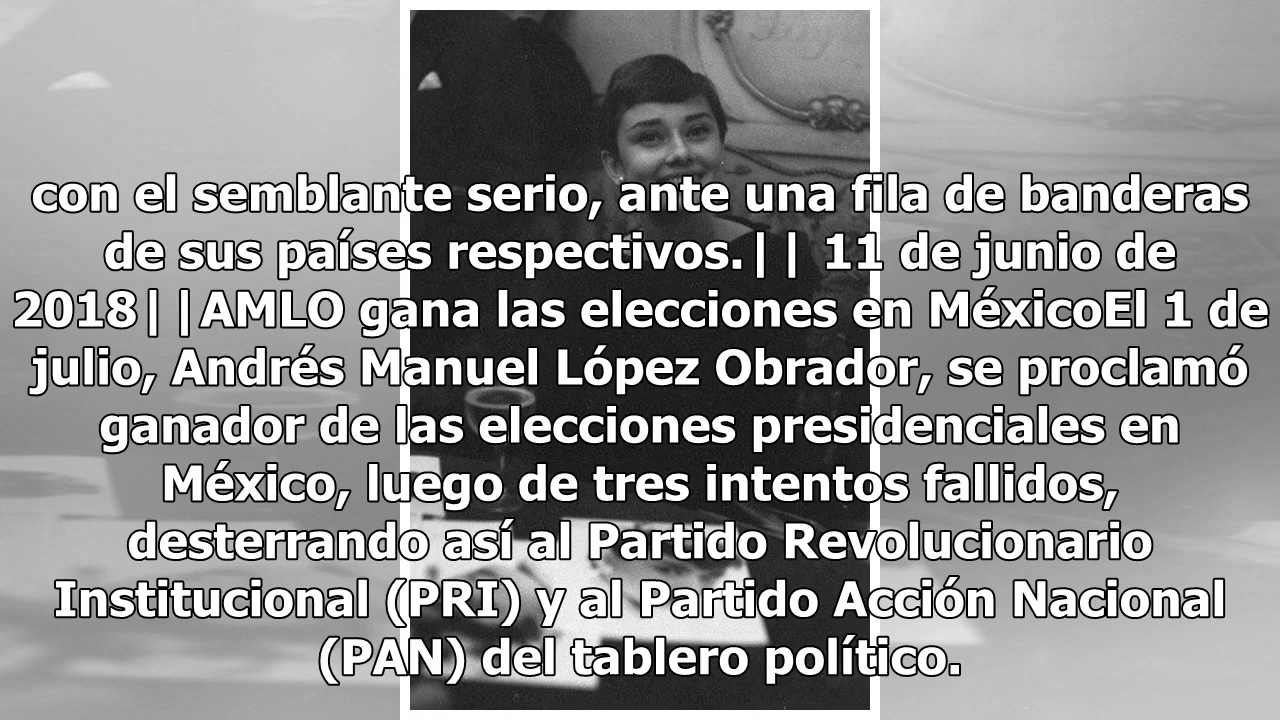 con el semblante serio, ante una fila de banderas
de sus países respectivos.|| 11 de junio de
2018||AMLO gana las elecciones en MéxicoEl 1 de
julio, Andrés Manuel López Obrador, se proclamó
ganador de las elecciones presidenciales en
México, luego de tres intentos fallidos,
desterrando así al Partido Revolucionario
Institucional (PRI) y al Partido Acción Nacional
(PAN) del tablero político.